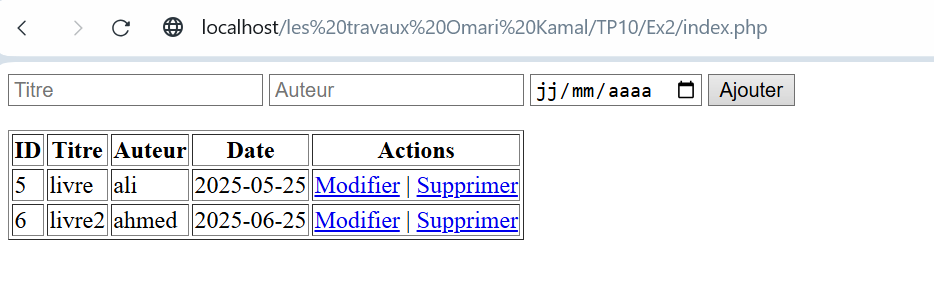 localhost/les%20travaux%20Omari%20Kamal/TP10/Ex2/index.php
Titre Auteur jj/mm/aaaa Ajouter
ID Titre Auteur Date Actions
5 livre ali 2025-05-25 Modifier | Supprimer
6 livre2 ahmed 2025-06-25 Modifier | Supprimer